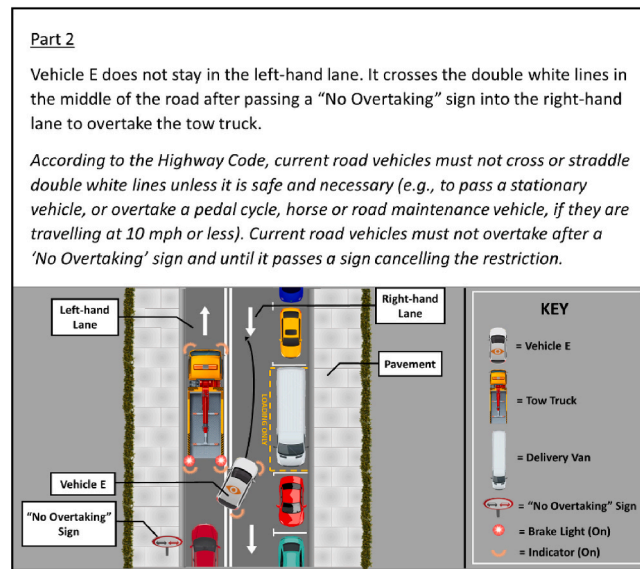 Part 2
Vehicle E does not stay in the left-hand lane. It crosses the double white lines in
the middle of the road after passing a “No Overtaking” sign into the right-hand
lane to overtake the tow truck.
According to the Highway Code, current road vehicles must not cross or straddle
double white lines unless it is safe and necessary (e.g., to pass a stationary
vehicle, or overtake a pedal cycle, horse or road maintenance vehicle, if they are
travelling at 10 mph or less). Current road vehicles must not overtake after a
‘No Overtaking’ sign and until it passes a sign cancelling the restriction.
Left-hand
Lane
Right-hand
Lane
Pavement
LOADING ONLY
Vehicle E
“No Overtaking”
Sign
KEY
= Vehicle E
= Tow Truck
= Delivery Van
= “No Overtaking” Sign
= Brake Light (On)
= Indicator (On)